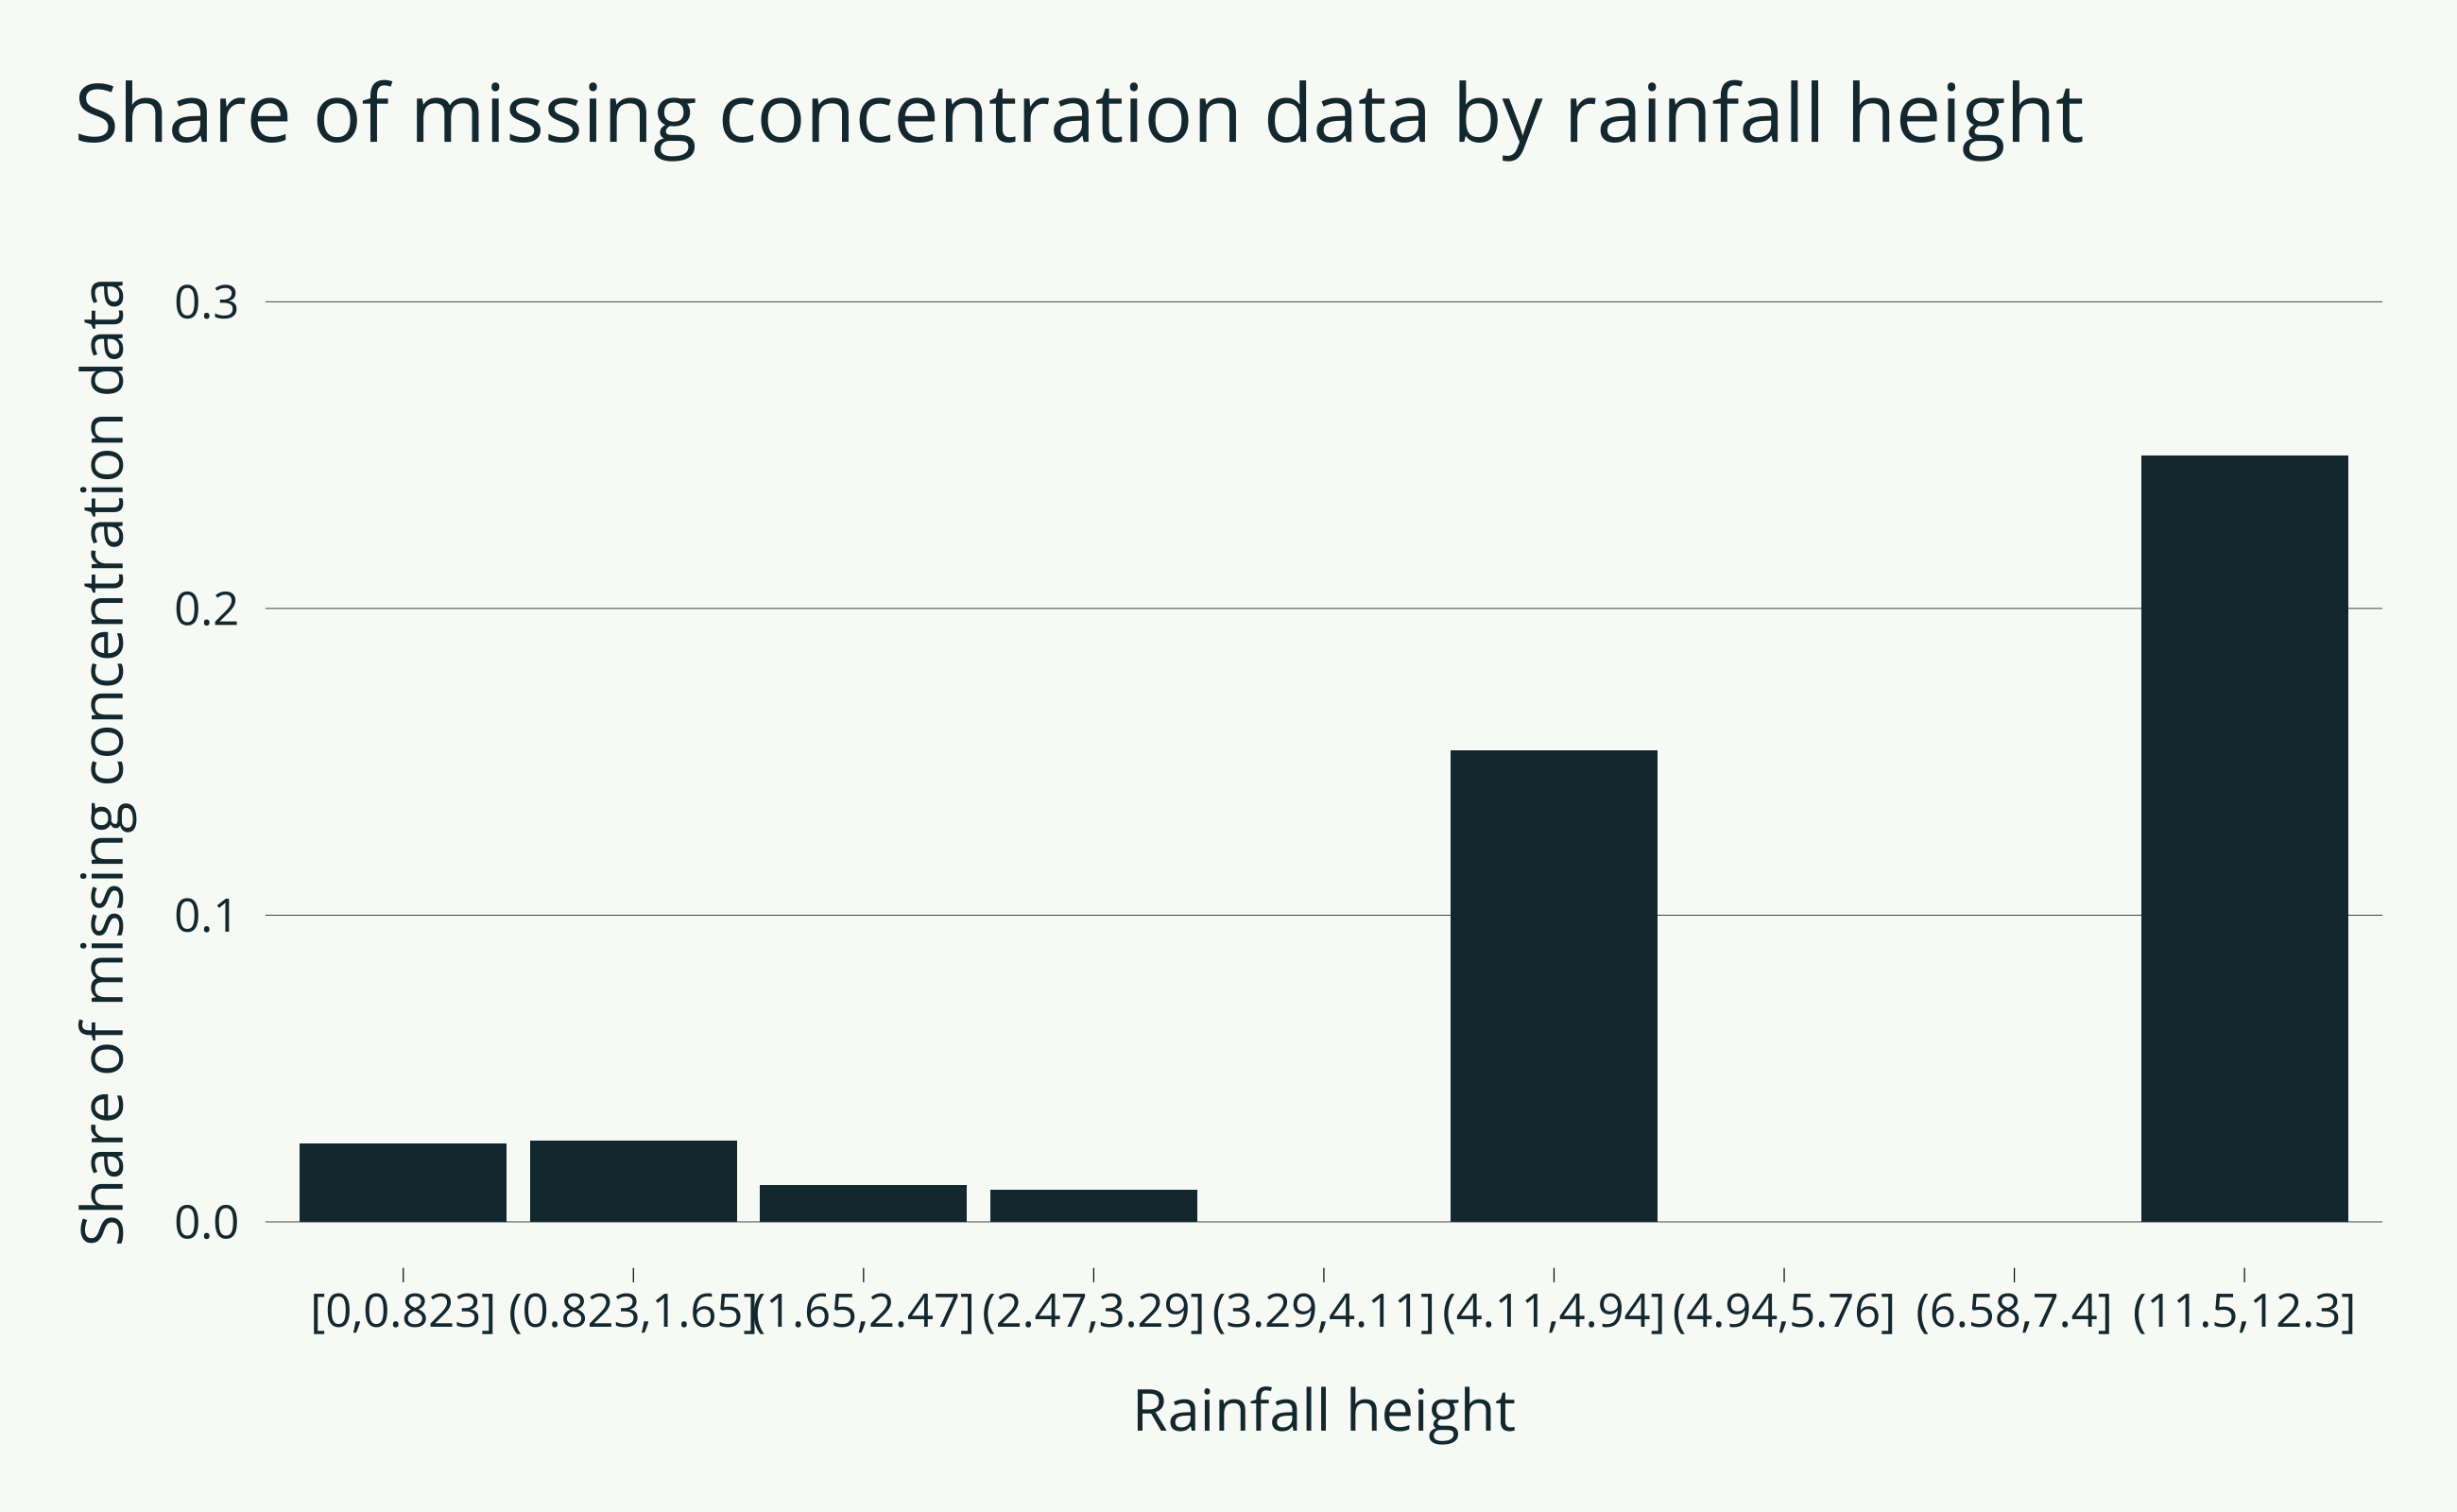 Share of missing concentration data by rainfall height
Share of missing concentration data
0.3
0.2
0.1
0.0
[0,0.823] (0.823,1.65] (1.65,2.47] (2.47,3.29] (3.29,4.11] (4.11,4.94] (4.94,5.76] (6.58,7.4] (11.5,12.3]
Rainfall height